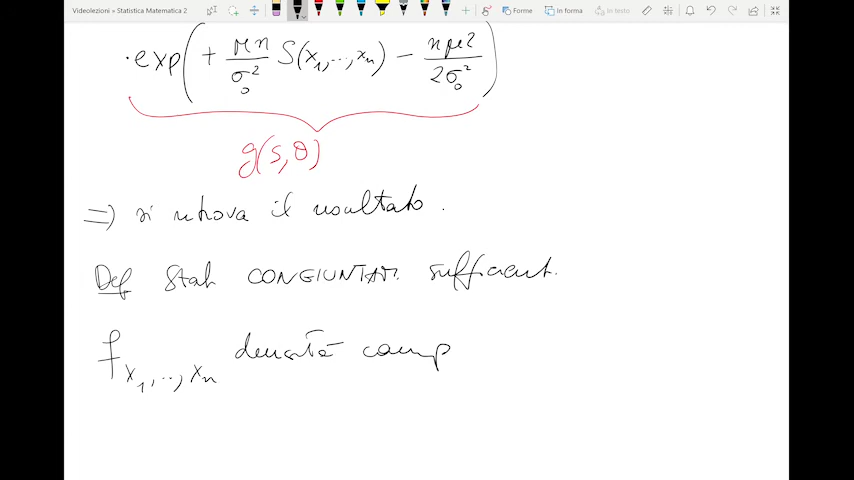 Videolezioni » Statistica Matematica 2
Forme
In forma
In testo
· exp( + μn/σ₀² S(x₁,...,xₙ) − nμ²/2σ₀² )
g(s,θ)
=) si ritrova il risultato.
Def Stat CONGIUNTAM. sufficient.
f_{X₁,..,Xₙ} densità camp